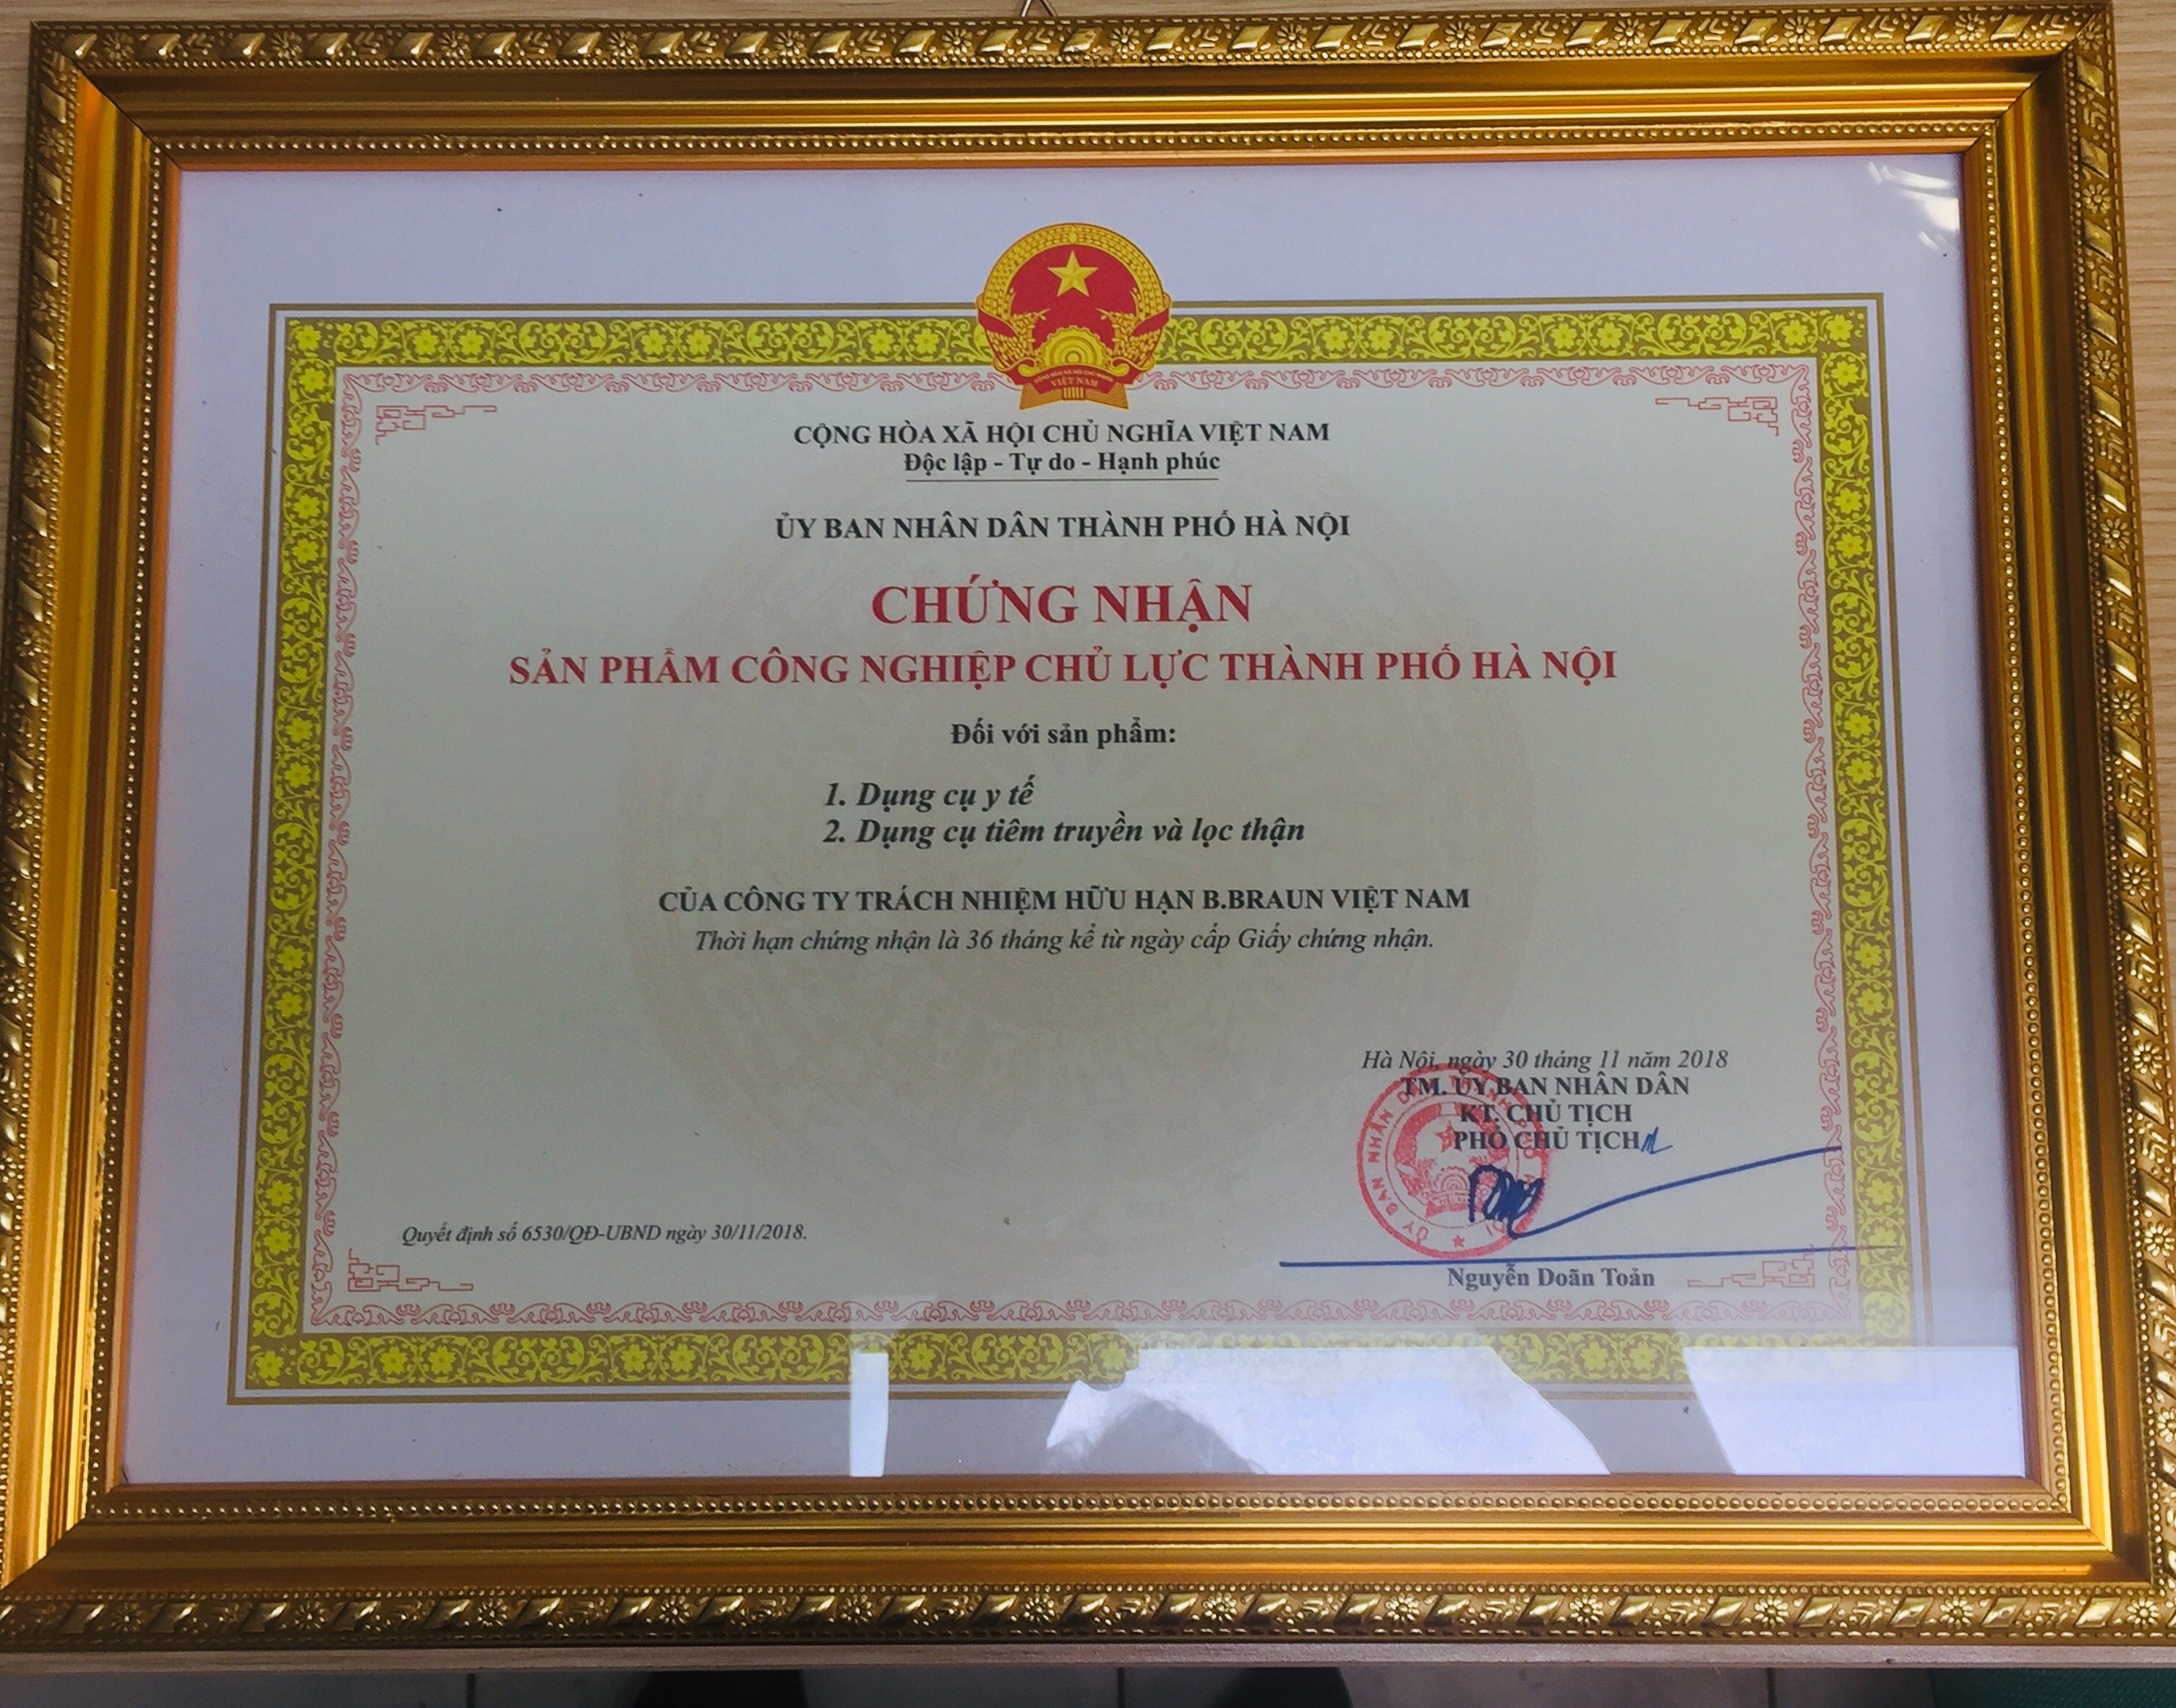 VIỆT NAM
CỘNG HÒA XÃ HỘI CHỦ NGHĨA VIỆT NAM
Độc lập - Tự do - Hạnh phúc
ỦY BAN NHÂN DÂN THÀNH PHỐ HÀ NỘI
CHỨNG NHẬN
SẢN PHẨM CÔNG NGHIỆP CHỦ LỰC THÀNH PHỐ HÀ NỘI
Đối với sản phẩm:
1. Dụng cụ y tế
2. Dụng cụ tiêm truyền và lọc thận
CỦA CÔNG TY TRÁCH NHIỆM HỮU HẠN B.BRAUN VIỆT NAM
Thời hạn chứng nhận là 36 tháng kể từ ngày cấp Giấy chứng nhận.
Hà Nội, ngày 30 tháng 11 năm 2018
TM. ỦY BAN NHÂN DÂN
KT. CHỦ TỊCH
PHÓ CHỦ TỊCH
Quyết định số 6530/QĐ-UBND ngày 30/11/2018.
Nguyễn Doãn Toản